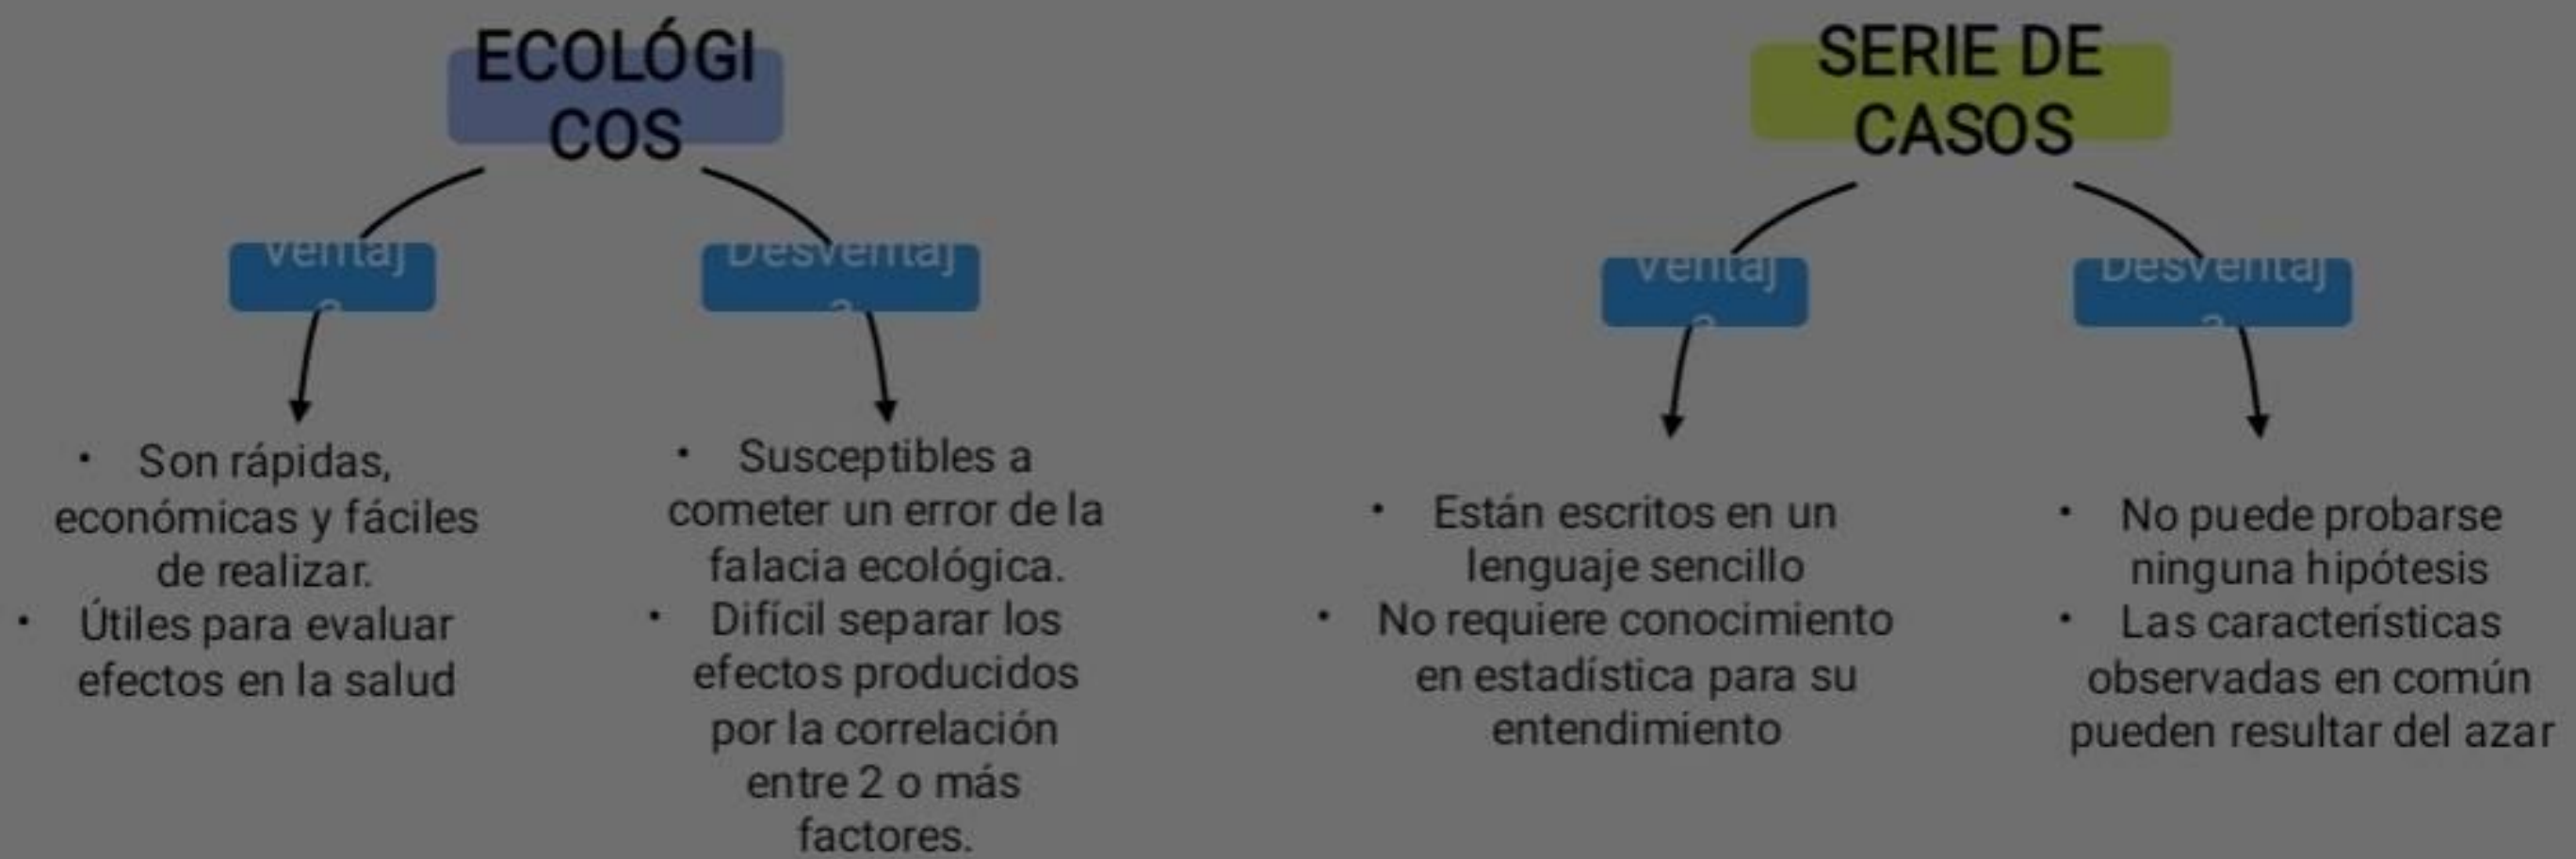 ECOLÓGI
COS
Ventaj
a
Desventaj
a
• Son rápidas,
económicas y fáciles
de realizar.
• Útiles para evaluar
efectos en la salud
• Susceptibles a
cometer un error de la
falacia ecológica.
• Difícil separar los
efectos producidos
por la correlación
entre 2 o más
factores.
SERIE DE
CASOS
Ventaj
a
Desventaj
a
• Están escritos en un
lenguaje sencillo
• No requiere conocimiento
en estadística para su
entendimiento
• No puede probarse
ninguna hipótesis
• Las características
observadas en común
pueden resultar del azar